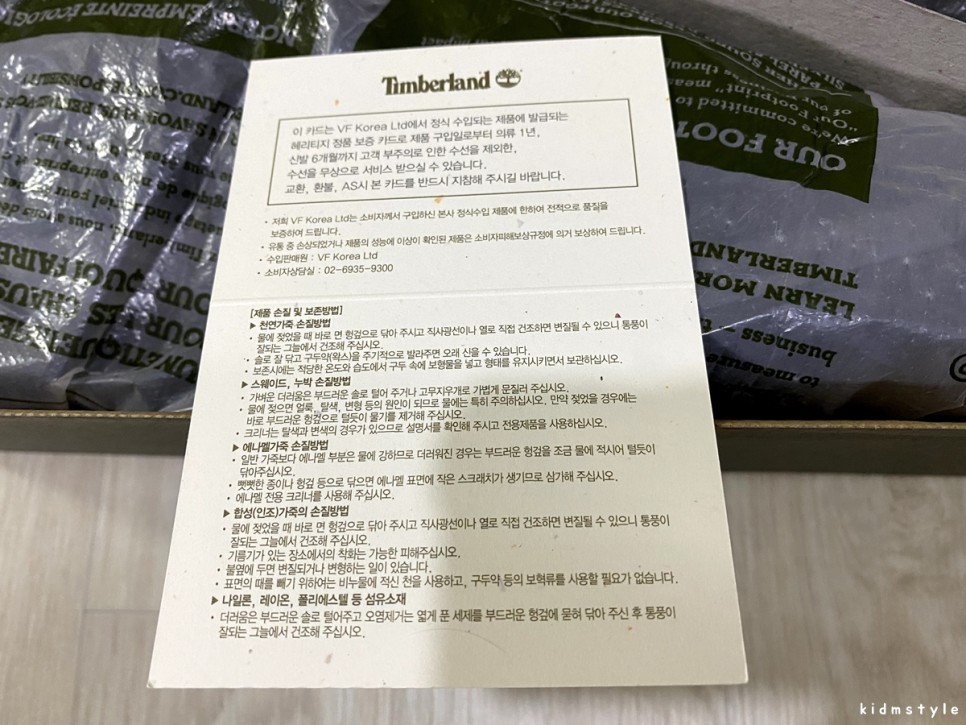 Timberland
이 카드는 VF Korea Ltd에서 정식 수입되는 제품에 발급되는
헤리티지 정품 보증 카드로 제품 구입일로부터 의류 1년,
신발 6개월까지 고객 부주의로 인한 수선을 제외한,
수선을 무상으로 서비스 받으실 수 있습니다.
교환, 환불, AS시 본 카드를 반드시 지참해 주시길 바랍니다.
• 저희 VF Korea Ltd는 소비자께서 구입하신 본사 정식수입 제품에 한하여 전적으로 품질을
보증하여 드립니다.
• 유통 중 손상되었거나 제품의 성능에 이상이 확인된 제품은 소비자피해보상규정에 의거 보상하여 드립니다.
• 수입판매원 : VF Korea Ltd
• 소비자상담실 : 02-6935-9300
[제품 손질 및 보존방법]
▶ 천연가죽 손질방법
• 물에 젖었을 때 바로 면 헝겊으로 닦아 주시고 직사광선이나 열로 직접 건조하면 변질될 수 있으니 통풍이
잘되는 그늘에서 건조해 주십시오.
• 솔로 잘 닦고 구두약(왁스)을 주기적으로 발라주면 오래 신을 수 있습니다.
• 보존시에는 적당한 온도와 습도에서 구두 속에 보형물을 넣고 형태를 유지시키면서 보관하십시오.
▶ 스웨이드, 누박 손질방법
• 가벼운 더러움은 부드러운 솔로 털어 주거나 고무지우개로 가볍게 문질러 주십시오.
• 물에 젖으면 얼룩, 탈색, 변형 등의 원인이 되므로 물에는 특히 주의하십시오. 만약 젖었을 경우에는
바로 부드러운 헝겊으로 털듯이 물기를 제거해 주십시오.
• 크리너는 탈색과 변색의 경우가 있으므로 설명서를 확인해 주시고 전용제품을 사용하십시오.
▶ 에나멜가죽 손질방법
• 일반 가죽보다 에나멜 부분은 물에 강하므로 더러워진 경우는 부드러운 헝겊을 조금 물에 적시어 털듯이
닦아주십시오.
• 뻣뻣한 종이나 헝겊 등으로 닦으면 에나멜 표면에 작은 스크래치가 생기므로 삼가해 주십시오.
• 에나멜 전용 크리너를 사용해 주십시오.
▶ 합성(인조)가죽의 손질방법
• 물에 젖었을 때 바로 면 헝겊으로 닦아 주시고 직사광선이나 열로 직접 건조하면 변질될 수 있으니 통풍이
잘되는 그늘에서 건조해 주십시오.
• 기름기가 있는 장소에서의 착화는 가능한 피해주십시오.
• 불옆에 두면 변질되거나 변형하는 일이 있습니다.
• 표면의 때를 빼기 위하여는 비눗물에 적신 천을 사용하고, 구두약 등의 보혁류를 사용할 필요가 없습니다.
▶ 나일론, 레이온, 폴리에스텔 등 섬유소재
• 더러움은 부드러운 솔로 털어주고 오염제거는 엷게 푼 세제를 부드러운 헝겊에 묻혀 닦아 주신 후 통풍이
잘되는 그늘에서 건조해 주십시오.
OUR FOOT
We're committed to
"Our Footprint" meas
of our
LEARN MOR
TIMBERLAND
business
to measure
EMPREINTE ÉCOLOGI
kidmstyle